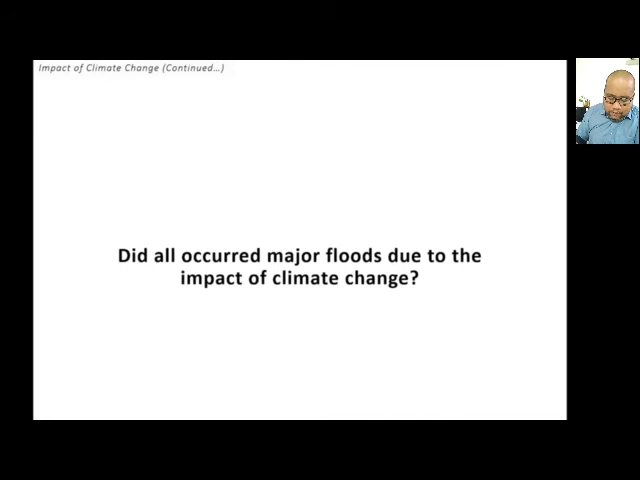 Impact of Climate Change (Continued…)
Did all occurred major floods due to the
impact of climate change?